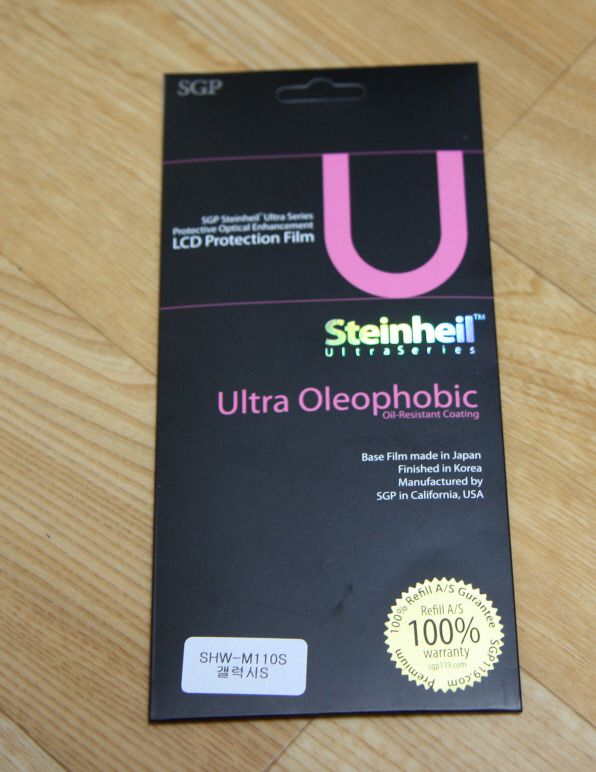 SGP
U
SGP Steinheil™ Ultra Series
Protective Optical Enhancement
LCD Protection Film
Steinheil™
UltraSeries
Ultra Oleophobic
Oil-Resistant Coating
Base Film made in Japan
Finished in Korea
Manufactured by
SGP in California, USA
100% Refill A/S Gurantee
SGP119.com
Premium
Refill A/S
100%
warranty
sgp119.com
SHW-M110S
갤럭시S